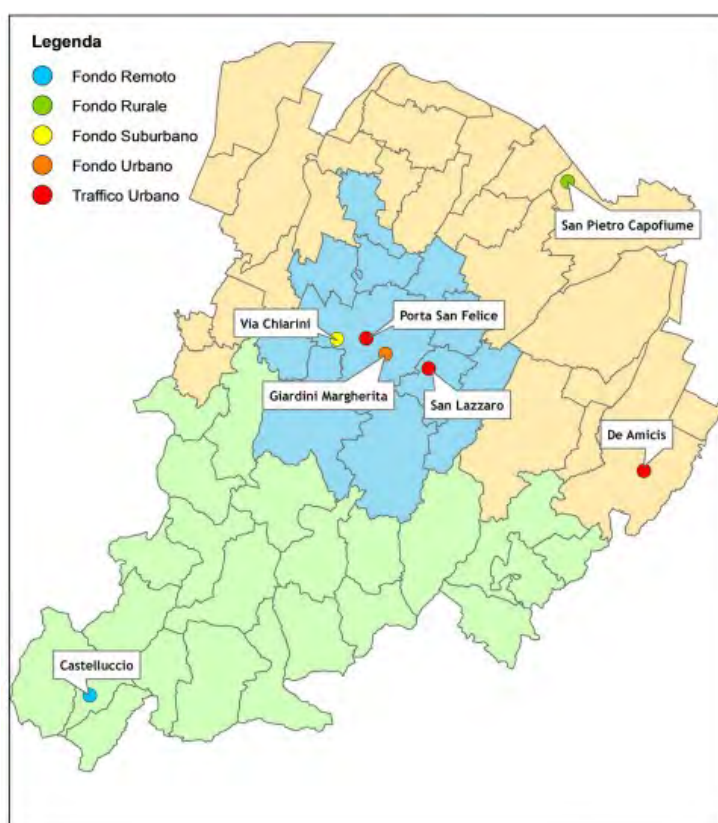 Legenda
Fondo Remoto
Fondo Rurale
Fondo Suburbano
Fondo Urbano
Traffico Urbano
San Pietro Capofiume
Via Chiarini
Porta San Felice
Giardini Margherita
San Lazzaro
De Amicis
Castelluccio